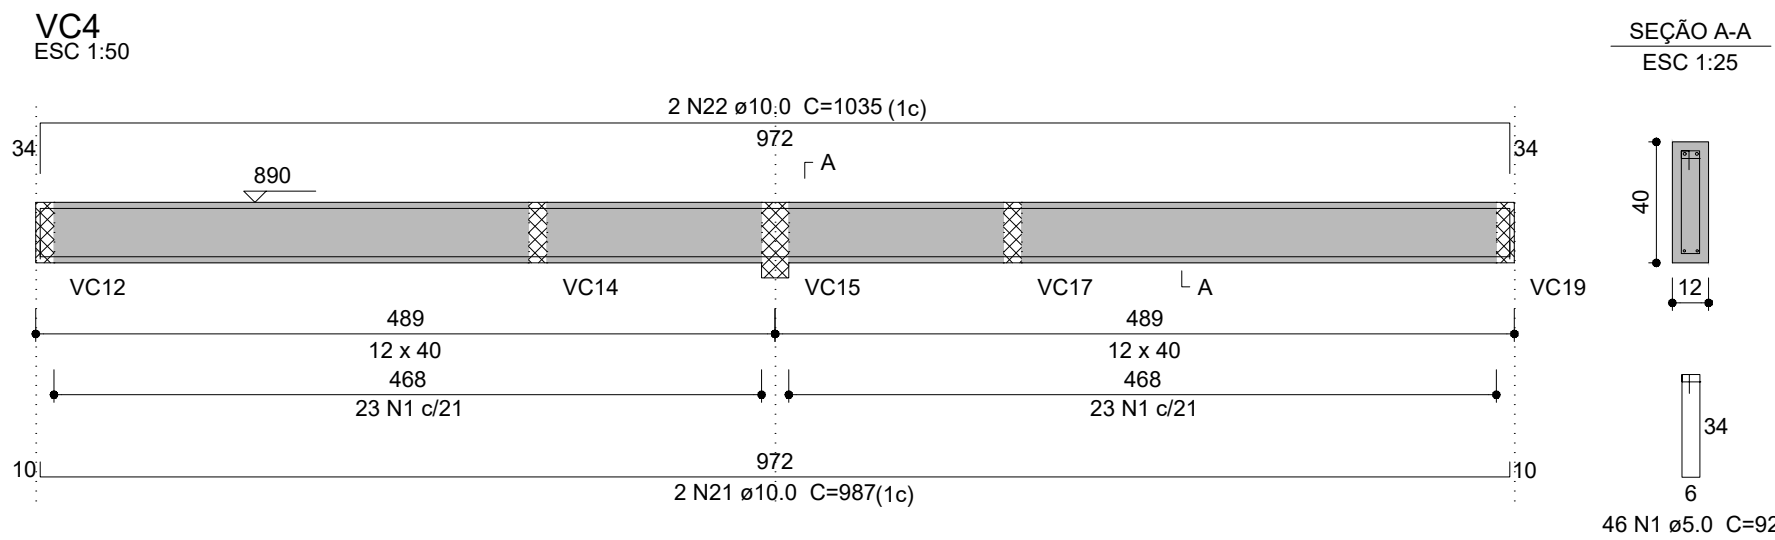 VC4
ESC 1:50
SEÇÃO A-A
ESC 1:25
2 N22 ø10.0 C=1035 (1c)
34
972
34
A
890
40
VC12
VC14
VC15
VC17
A
VC19
12
489
489
12 x 40
12 x 40
468
468
23 N1 c/21
23 N1 c/21
34
10
972
10
2 N21 ø10.0 C=987(1c)
6
46 N1 ø5.0 C=92